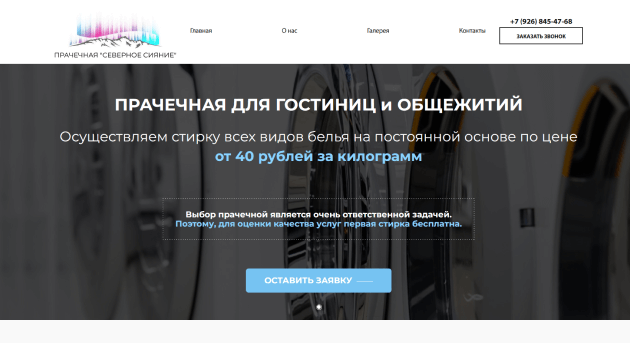 ПРАЧЕЧНАЯ "СЕВЕРНОЕ СИЯНИЕ"
Главная
О нас
Галерея
Контакты
+7 (926) 845-47-68
ЗАКАЗАТЬ ЗВОНОК
ПРАЧЕЧНАЯ ДЛЯ ГОСТИНИЦ и ОБЩЕЖИТИЙ
Осуществляем стирку всех видов белья на постоянной основе по цене
от 40 рублей за килограмм
Выбор прачечной является очень ответственной задачей.
Поэтому, для оценки качества услуг первая стирка бесплатна.
ОСТАВИТЬ ЗАЯВКУ